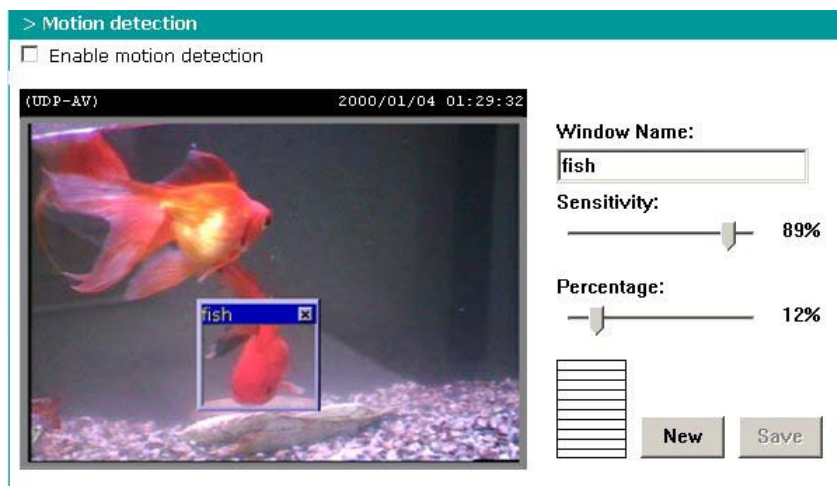 > Motion detection
Enable motion detection
(UDP-AV) 2000/01/04 01:29:32
Window Name:
fish
Sensitivity:
89%
Percentage:
12%
fish
New Save